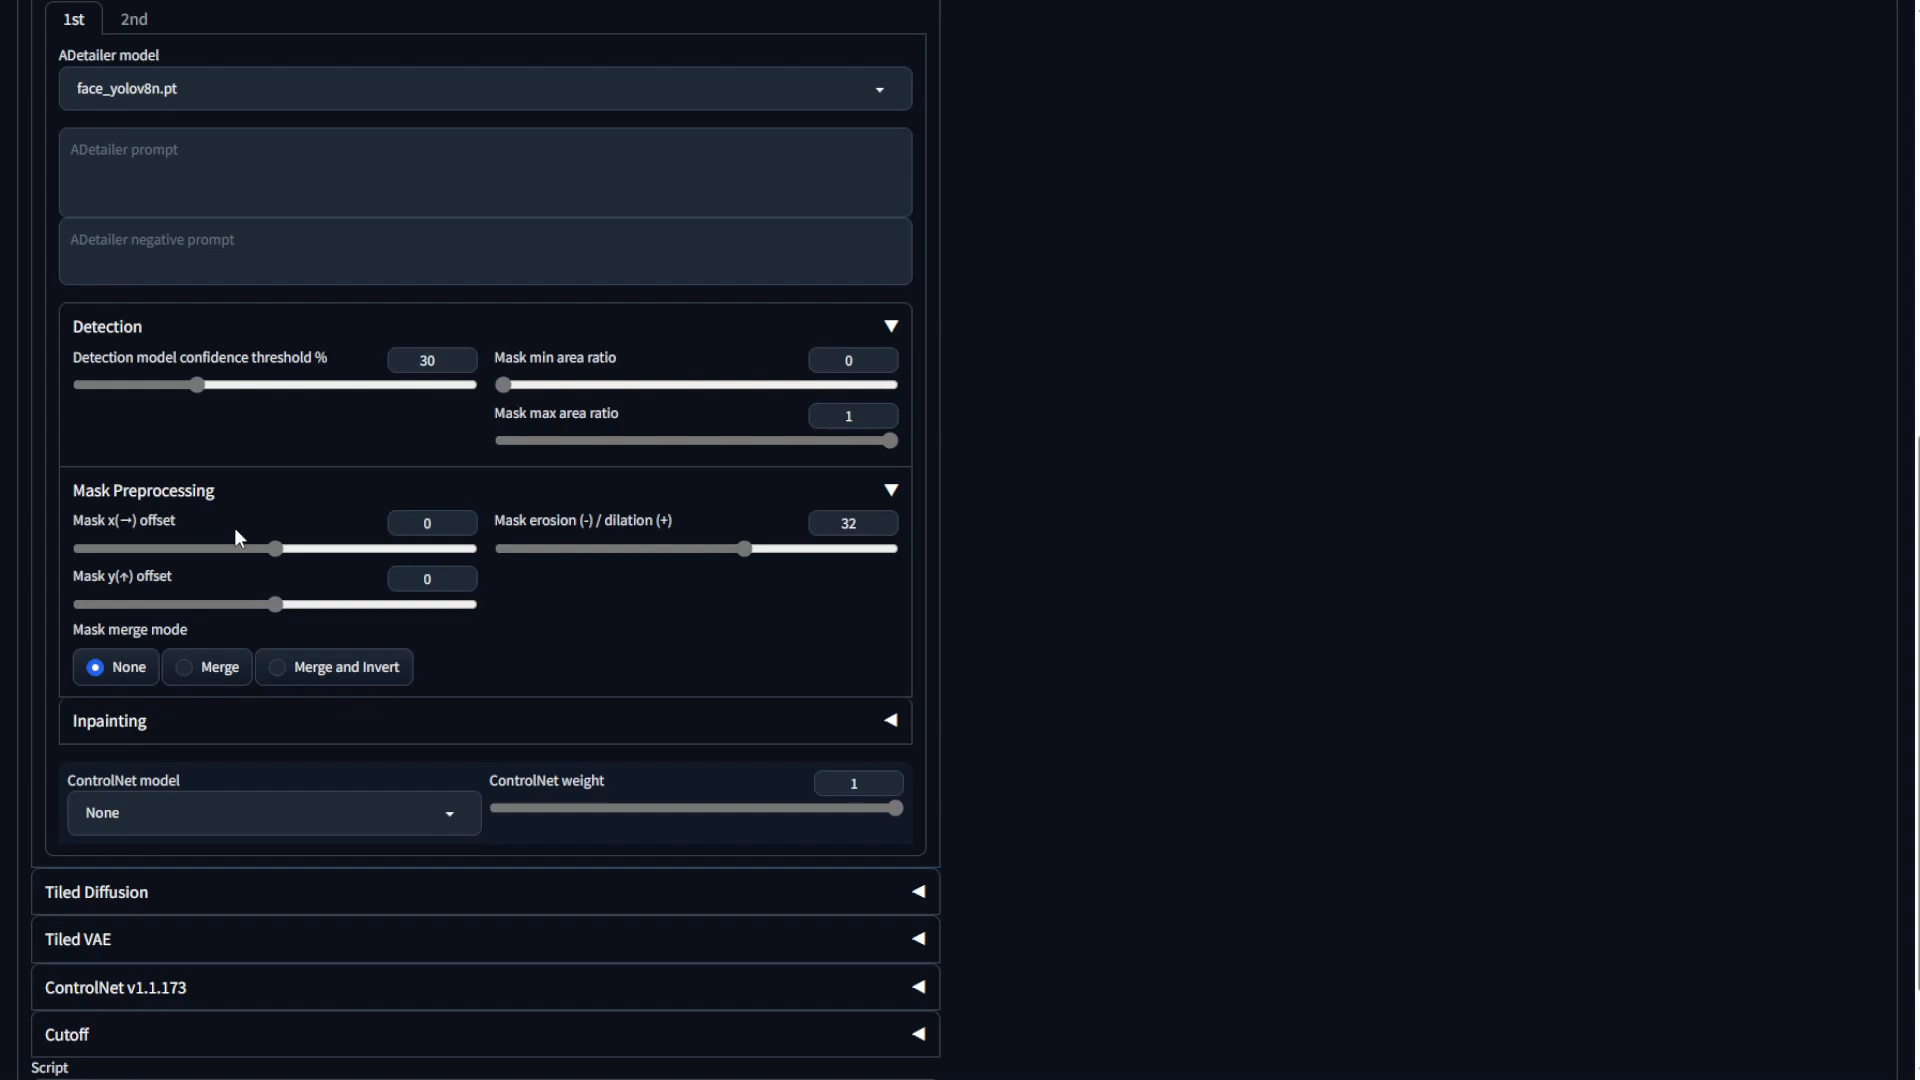 1st 2nd
ADetailer model
face_yolov8n.pt
ADetailer prompt
ADetailer negative prompt
Detection
Detection model confidence threshold % 30 Mask min area ratio 0
Mask max area ratio 1
Mask Preprocessing
Mask x(→) offset 0 Mask erosion (-) / dilation (+) 32
Mask y(↑) offset 0
Mask merge mode
None Merge Merge and Invert
Inpainting
ControlNet model ControlNet weight 1
None
Tiled Diffusion
Tiled VAE
ControlNet v1.1.173
Cutoff
Script